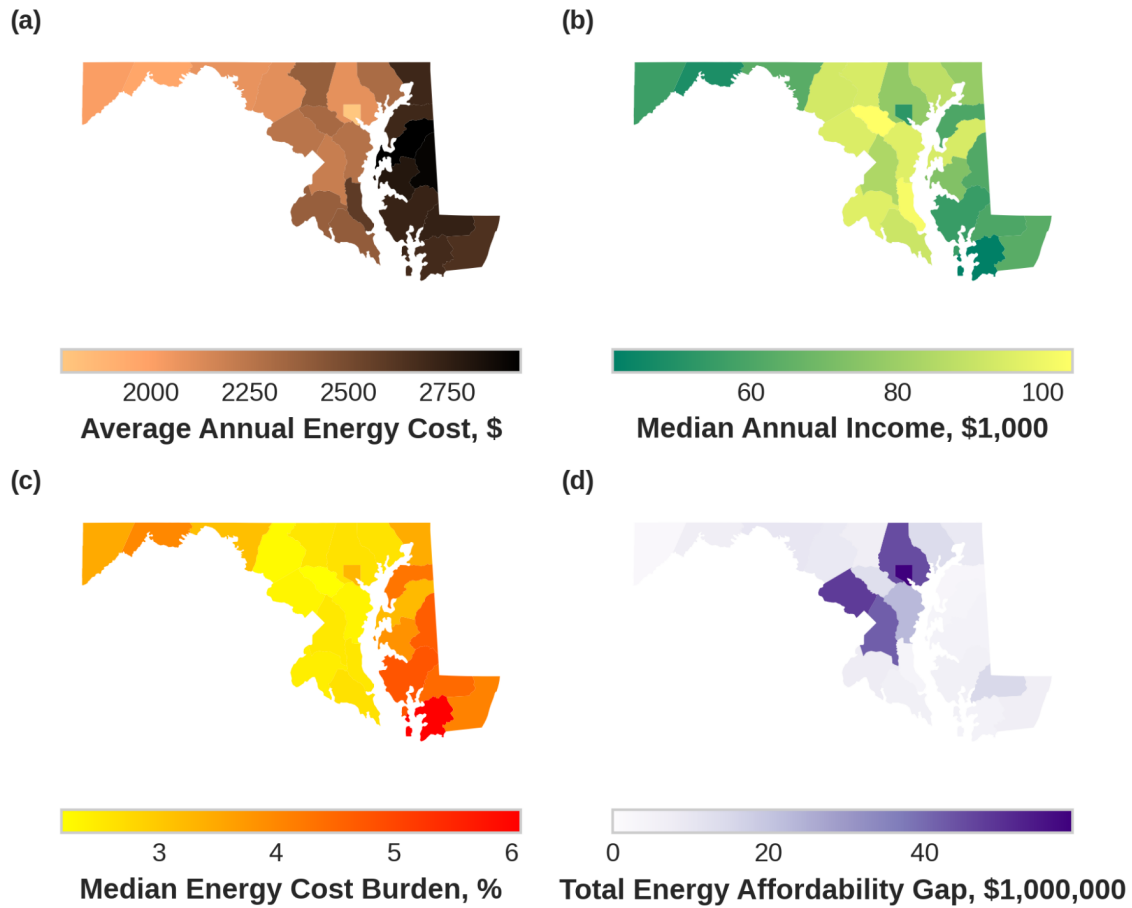 (a)
(b)
2000 2250 2500 2750
Average Annual Energy Cost, $
60 80 100
Median Annual Income, $1,000
(c)
(d)
3 4 5 6
Median Energy Cost Burden, %
0 20 40
Total Energy Affordability Gap, $1,000,000